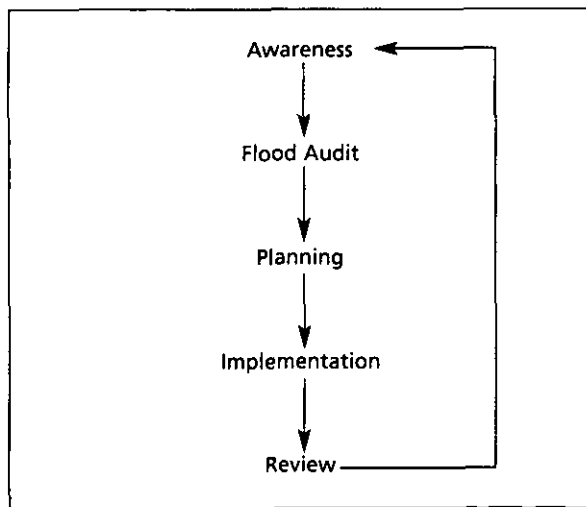 Awareness
Flood Audit
Planning
Implementation
Review